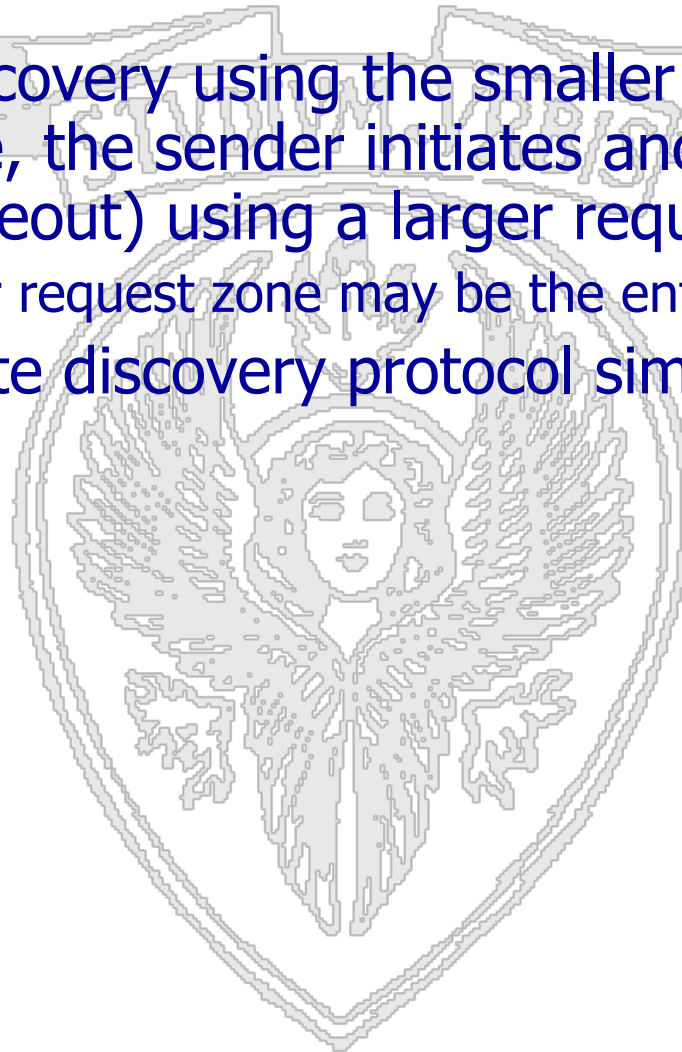 covery using the smaller
, the sender initiates and
eout) using a larger requ
request zone may be the ent
te discovery protocol sim